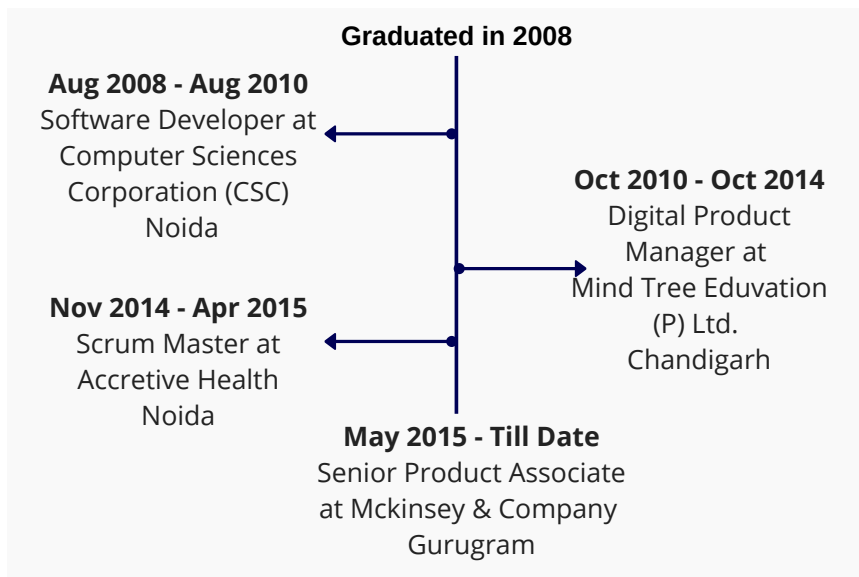 Graduated in 2008
Aug 2008 - Aug 2010
Software Developer at
Computer Sciences
Corporation (CSC)
Noida
Oct 2010 - Oct 2014
Digital Product
Manager at
Mind Tree Eduvation
(P) Ltd.
Chandigarh
Nov 2014 - Apr 2015
Scrum Master at
Accretive Health
Noida
May 2015 - Till Date
Senior Product Associate
at Mckinsey & Company
Gurugram